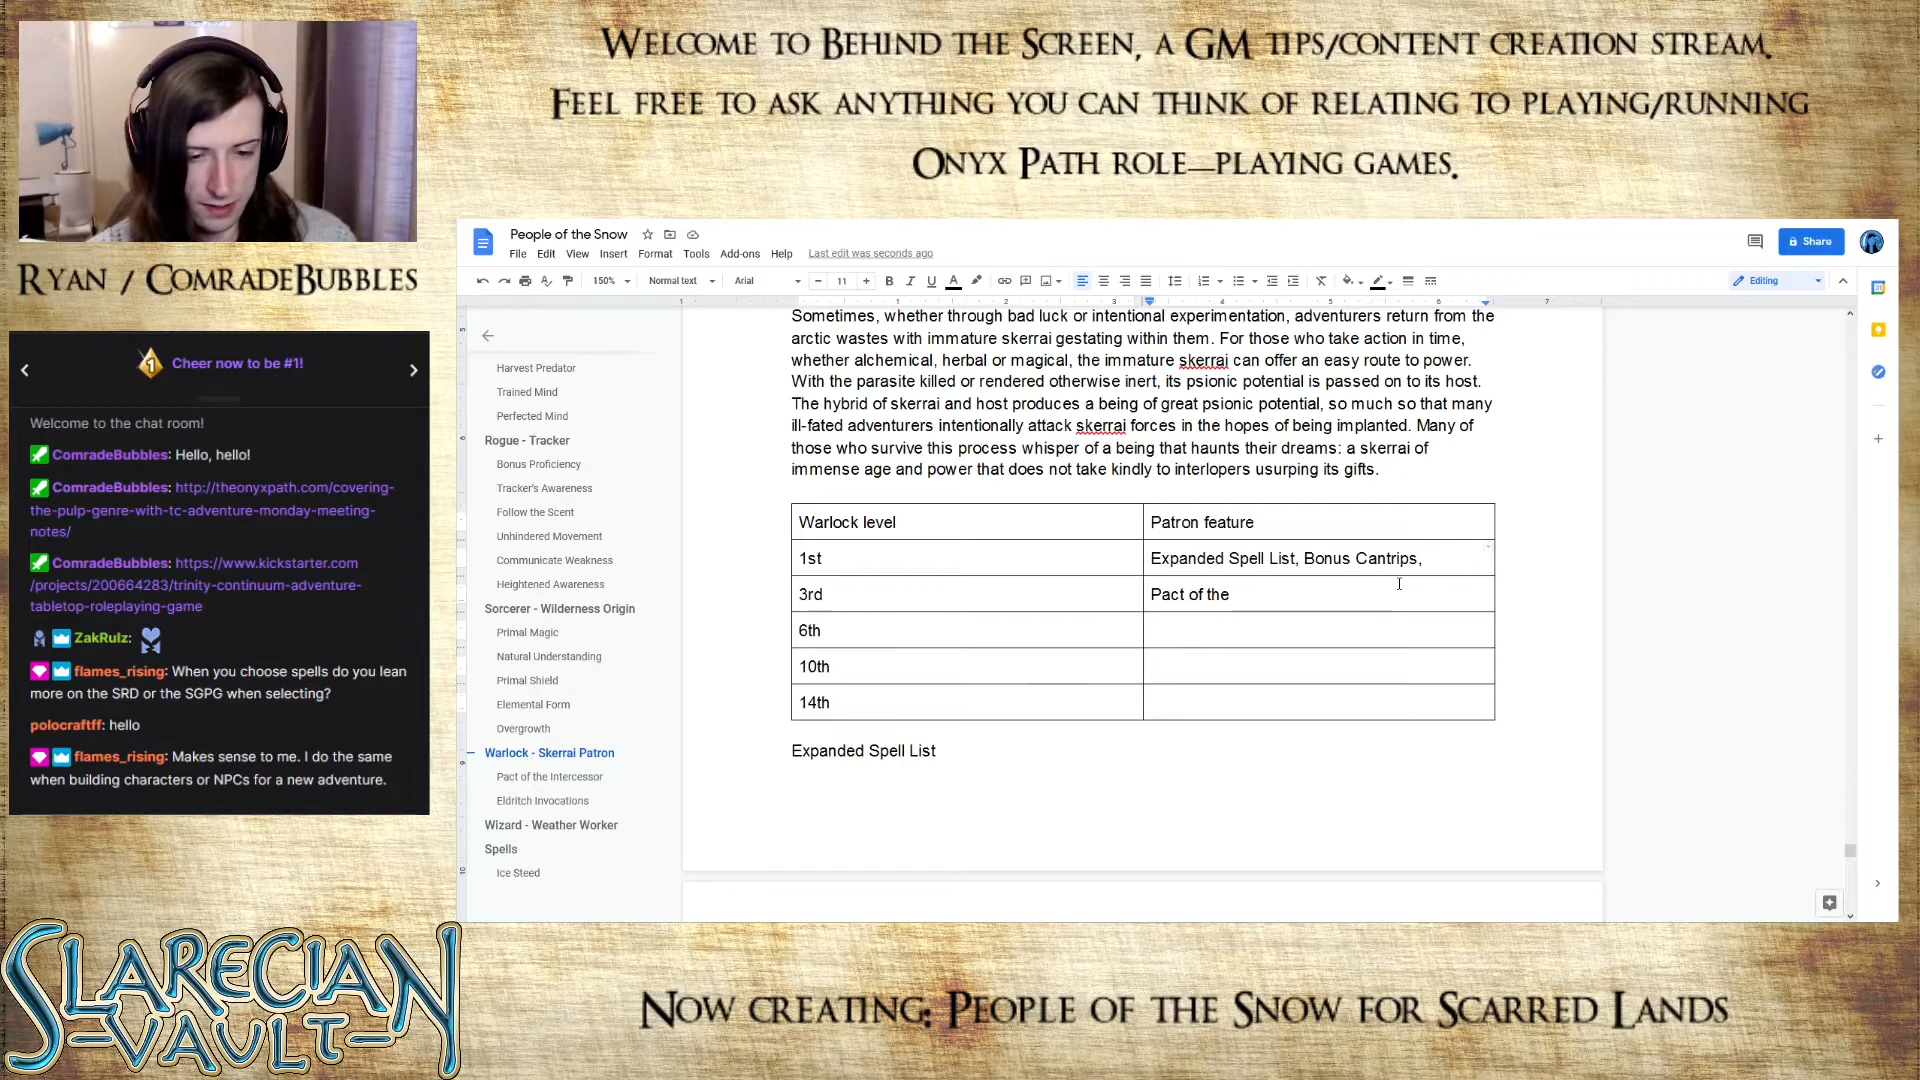 WELCOME TO BEHIND THE SCREEN, A GM TIPS/CONTENT CREATION STREAM.
FEEL FREE TO ASK ANYTHING YOU CAN THINK OF RELATING TO PLAYING/RUNNING
ONYX PATH ROLE—PLAYING GAMES.
RYAN / COMRADEBUBBLES
Cheer now to be #1!
Welcome to the chat room!
ComradeBubbles: Hello, hello!
ComradeBubbles: http://theonyxpath.com/covering-
the-pulp-genre-with-tc-adventure-monday-meeting-
notes/
ComradeBubbles: https://www.kickstarter.com
/projects/200664283/trinity-continuum-adventure-
tabletop-roleplaying-game
ZakRulz:
flames_rising: When you choose spells do you lean
more on the SRD or the SGPG when selecting?
polocraftff: hello
flames_rising: Makes sense to me. I do the same
when building characters or NPCs for a new adventure.
People of the Snow
File Edit View Insert Format Tools Add-ons Help Last edit was seconds ago
Share
150% Normal text Arial 11 Editing
Harvest Predator
Trained Mind
Perfected Mind
Rogue - Tracker
Bonus Proficiency
Tracker's Awareness
Follow the Scent
Unhindered Movement
Communicate Weakness
Heightened Awareness
Sorcerer - Wilderness Origin
Primal Magic
Natural Understanding
Primal Shield
Elemental Form
Overgrowth
Warlock - Skerrai Patron
Pact of the Intercessor
Eldritch Invocations
Wizard - Weather Worker
Spells
Ice Steed
Sometimes, whether through bad luck or intentional experimentation, adventurers return from the
arctic wastes with immature skerrai gestating within them. For those who take action in time,
whether alchemical, herbal or magical, the immature skerrai can offer an easy route to power.
With the parasite killed or rendered otherwise inert, its psionic potential is passed on to its host.
The hybrid of skerrai and host produces a being of great psionic potential, so much so that many
ill-fated adventurers intentionally attack skerrai forces in the hopes of being implanted. Many of
those who survive this process whisper of a being that haunts their dreams: a skerrai of
immense age and power that does not take kindly to interlopers usurping its gifts.
Warlock level Patron feature
1st Expanded Spell List, Bonus Cantrips,
3rd Pact of the
6th
10th
14th
Expanded Spell List
SLARECIAN
VAULT
NOW CREATING: PEOPLE OF THE SNOW FOR SCARRED LANDS